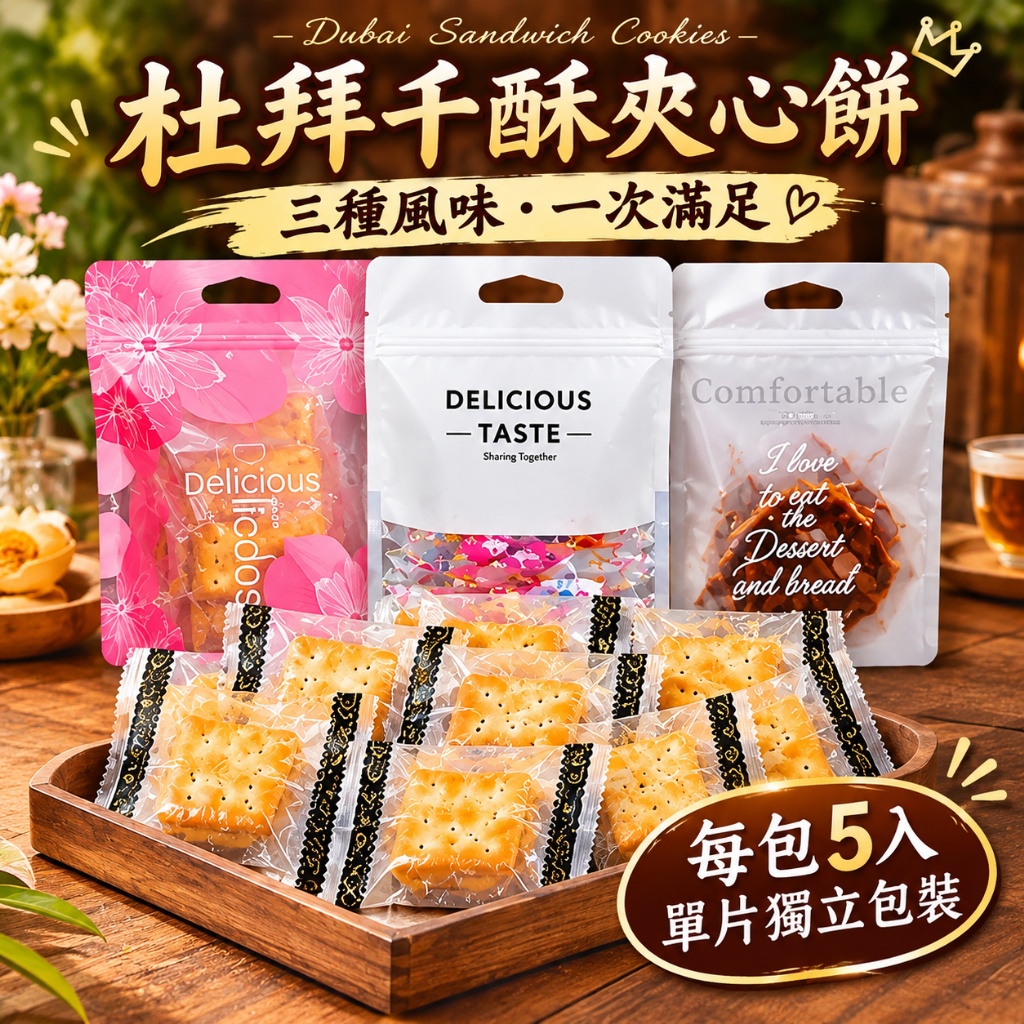 – Dubai Sandwich Cookies –
杜拜千酥夾心餅
三種風味・一次滿足
Delicious
DELICIOUS
— TASTE —
Sharing Together
Comfortable
I love
to eat
the
Dessert
and bread
每包5入
單片獨立包裝